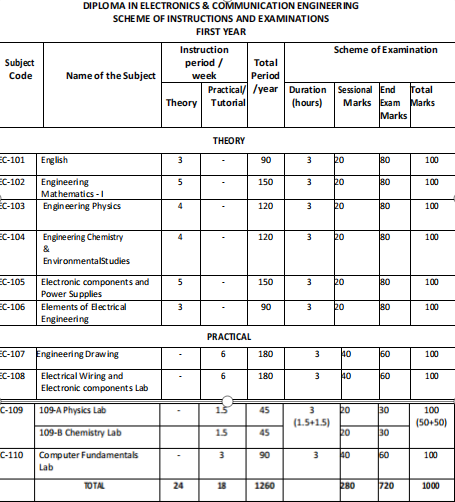 DIPLOMA IN ELECTRONICS & COMMUNICATION ENGINEERING
SCHEME OF INSTRUCTIONS AND EXAMINATIONS
FIRST YEAR
Subject Code Name of the Subject Instruction period / week Total Period /year Scheme of Examination
Theory Practical/ Tutorial Duration (hours) Sessional Marks End Exam Marks Total Marks
THEORY
EC-101 English 3 - 90 3 20 80 100
EC-102 Engineering Mathematics - I 5 - 150 3 20 80 100
EC-103 Engineering Physics 4 - 120 3 20 80 100
EC-104 Engineering Chemistry & EnvironmentalStudies 4 - 120 3 20 80 100
EC-105 Electronic components and Power Supplies 5 - 150 3 20 80 100
EC-106 Elements of Electrical Engineering 3 - 90 3 20 80 100
PRACTICAL
EC-107 Engineering Drawing - 6 180 3 40 60 100
EC-108 Electrical Wiring and Electronic components Lab - 6 180 3 40 60 100
C-109 109-A Physics Lab - 1.5 45 3 (1.5+1.5) 20 30 100 (50+50)
109-B Chemistry Lab 1.5 45 20 30
C-110 Computer Fundamentals Lab - 3 90 3 40 60 100
TOTAL 24 18 1260 280 720 1000